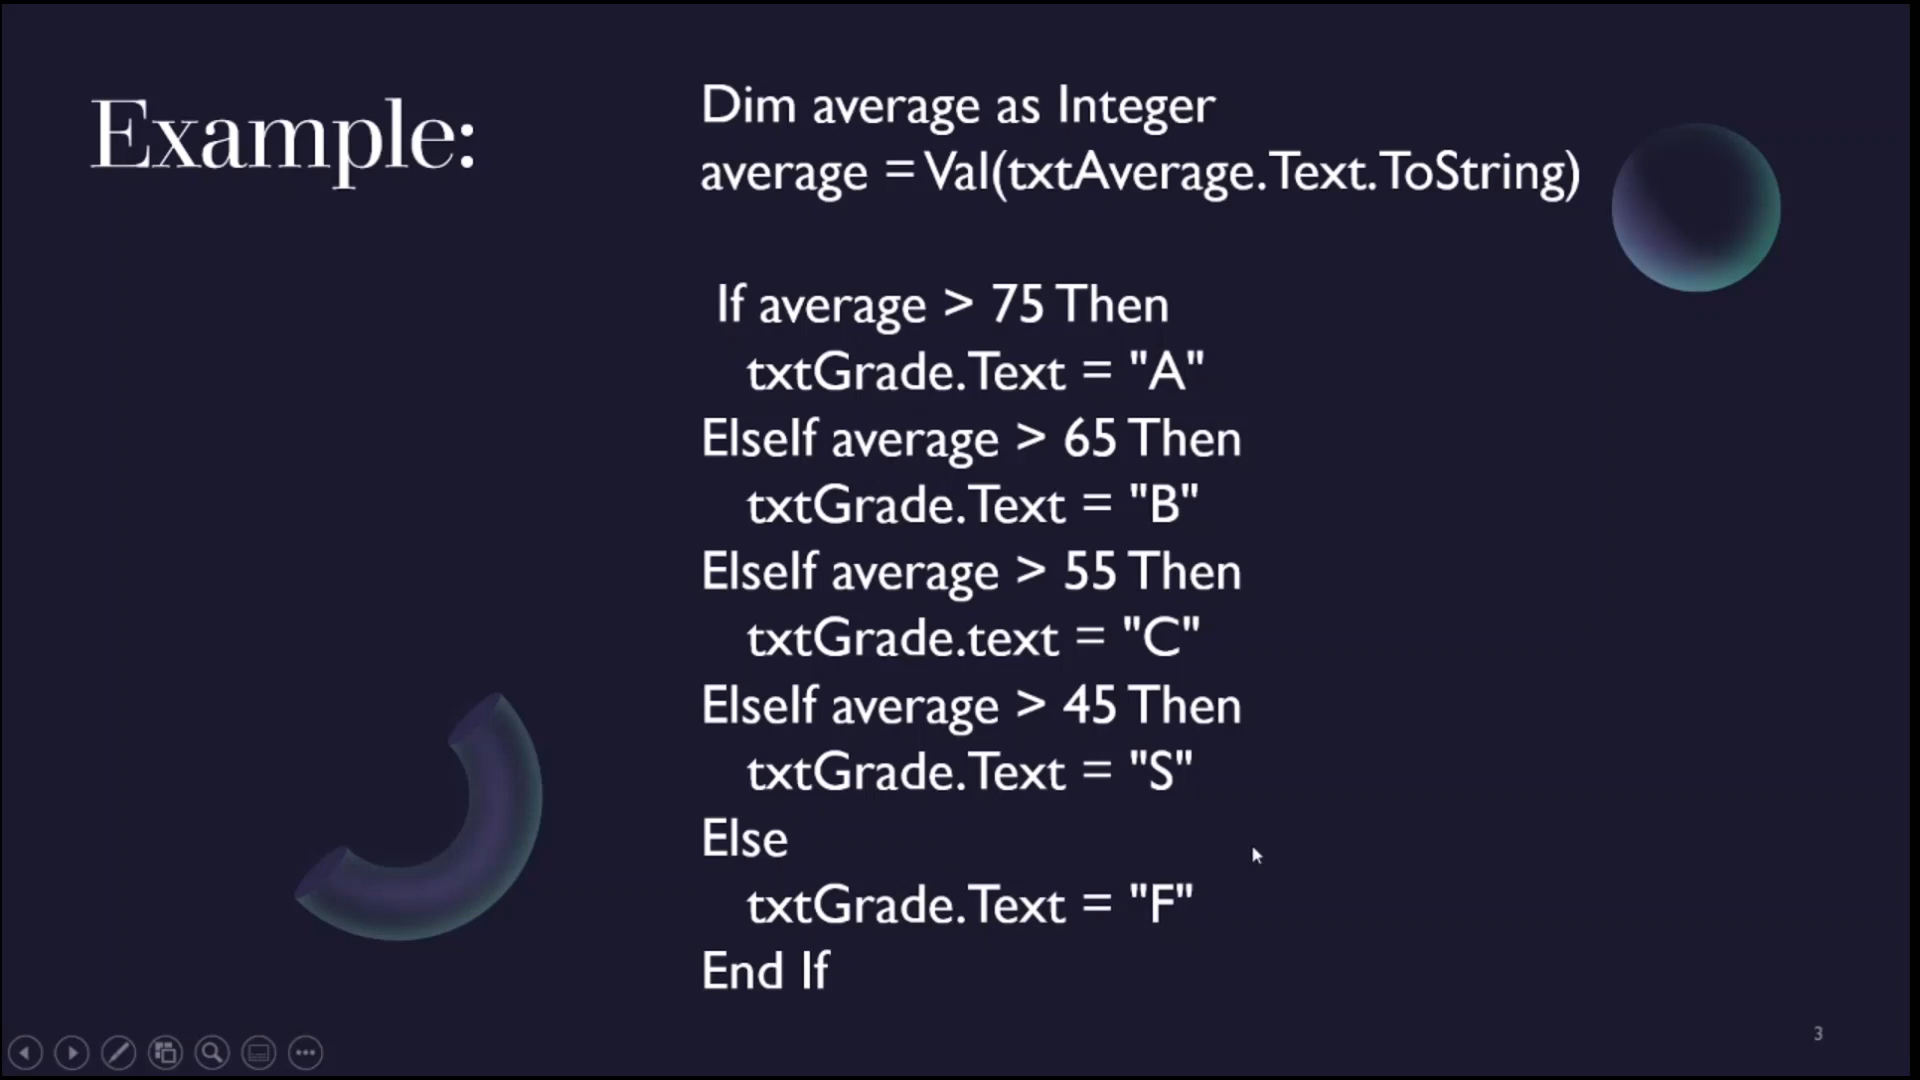 Example:
Dim average as Integer
average = Val(txtAverage.Text.ToString)
If average > 75 Then
txtGrade.Text = "A"
ElseIf average > 65 Then
txtGrade.Text = "B"
ElseIf average > 55 Then
txtGrade.text = "C"
ElseIf average > 45 Then
txtGrade.Text = "S"
Else
txtGrade.Text = "F"
End If
3